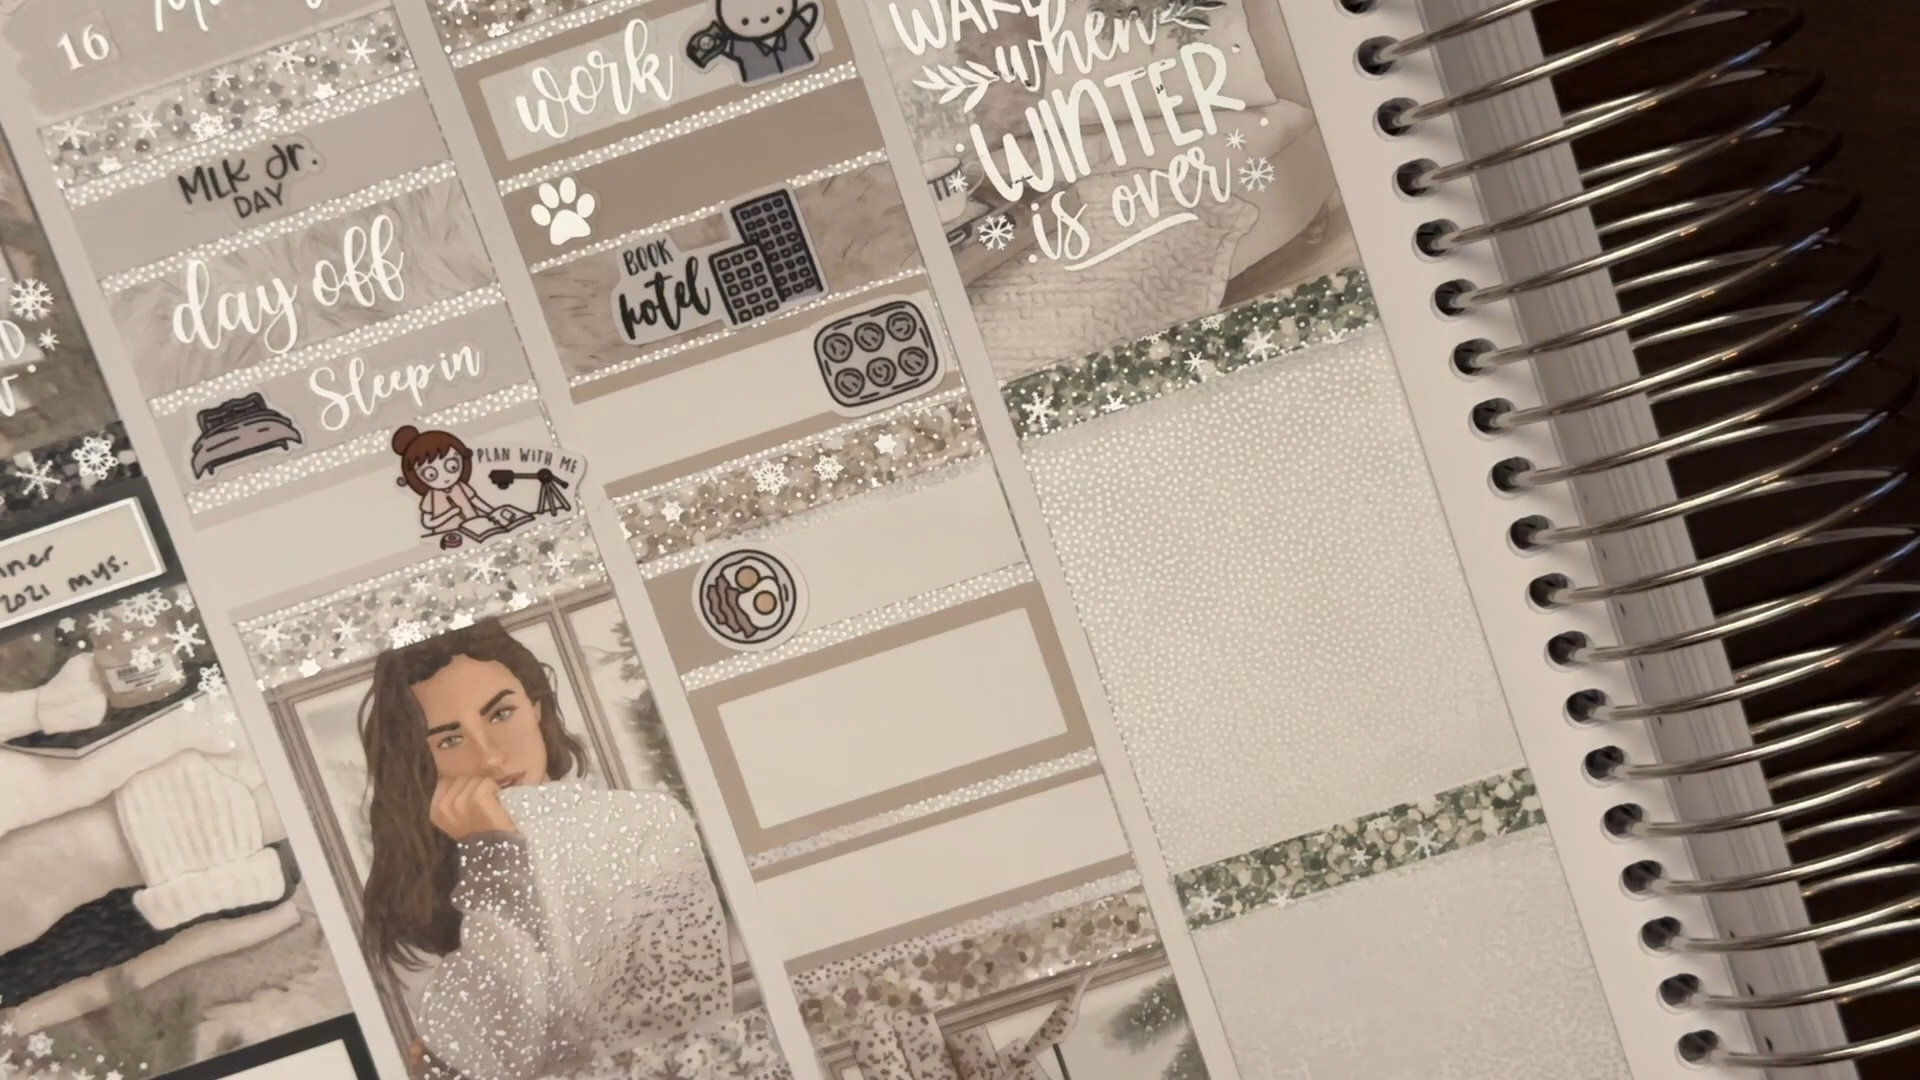 16
MLK Jr.
DAY
day off
Sleep in
PLAN WITH ME
work
BOOK
hotel
when
WINTER
is over
2021 mys.